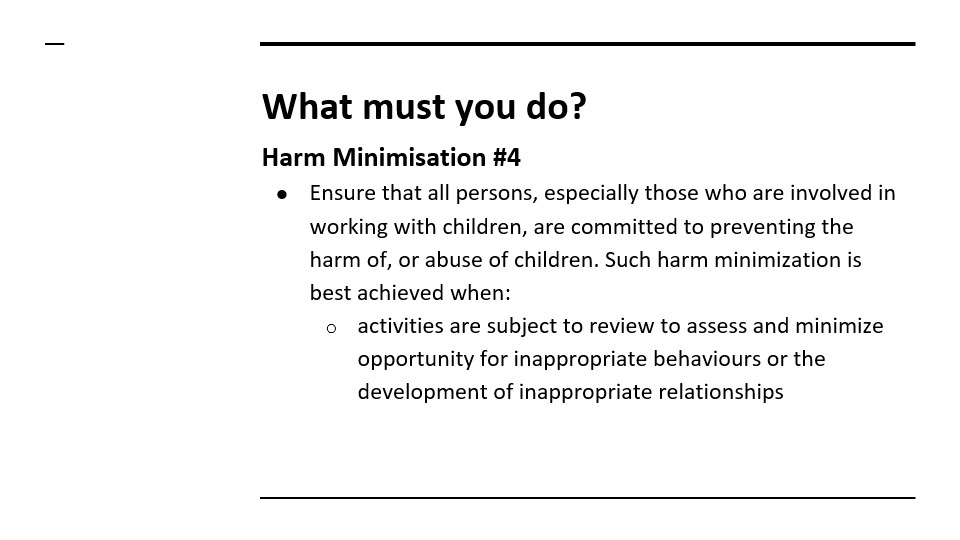 What must you do?
Harm Minimisation #4
● Ensure that all persons, especially those who are involved in
working with children, are committed to preventing the
harm of, or abuse of children. Such harm minimization is
best achieved when:
○ activities are subject to review to assess and minimize
opportunity for inappropriate behaviours or the
development of inappropriate relationships